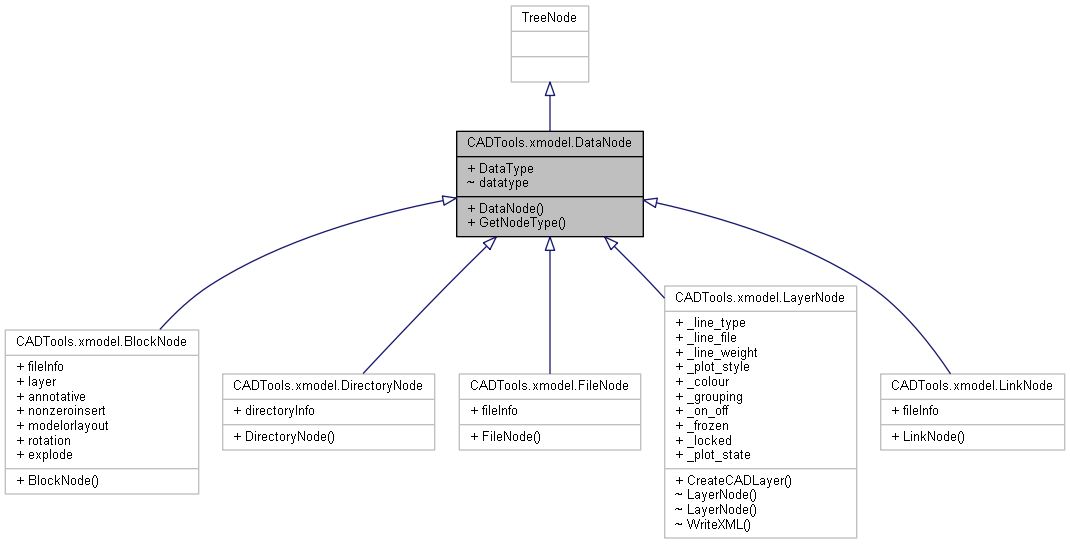 TreeNode
CADTools.xmodel.DataNode
+ DataType
~ datatype
+ DataNode()
+ GetNodeType()
CADTools.xmodel.BlockNode
+ fileInfo
+ layer
+ annotative
+ nonzeroinsert
+ modelorlayout
+ rotation
+ explode
+ BlockNode()
CADTools.xmodel.DirectoryNode
+ directoryInfo
+ DirectoryNode()
CADTools.xmodel.FileNode
+ fileInfo
+ FileNode()
CADTools.xmodel.LayerNode
+ _line_type
+ _line_file
+ _line_weight
+ _plot_style
+ _colour
+ _grouping
+ _on_off
+ _frozen
+ _locked
+ _plot_state
+ CreateCADLayer()
~ LayerNode()
~ LayerNode()
~ WriteXML()
CADTools.xmodel.LinkNode
+ fileInfo
+ LinkNode()